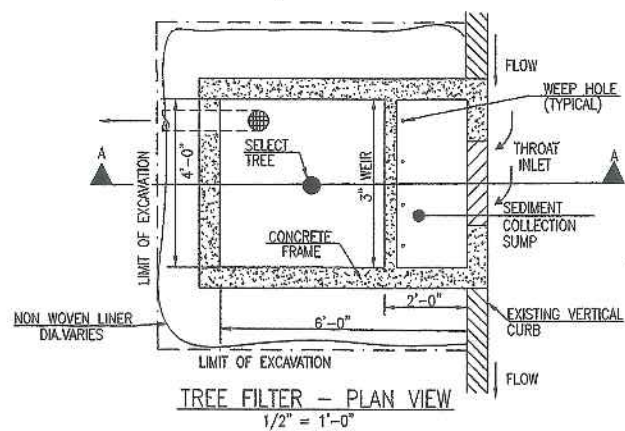 FLOW
WEEP HOLE
(TYPICAL)
SELECT
TREE
THROAT
INLET
A
A
4'-0"
3" WEIR
LIMIT OF EXCAVATION
SEDIMENT
COLLECTION
SUMP
CONCRETE
FRAME
2'-0"
NON WOVEN LINER
DIA.VARIES
6'-0"
EXISTING VERTICAL
CURB
LIMIT OF EXCAVATION
FLOW
TREE FILTER – PLAN VIEW
1/2" = 1'-0"